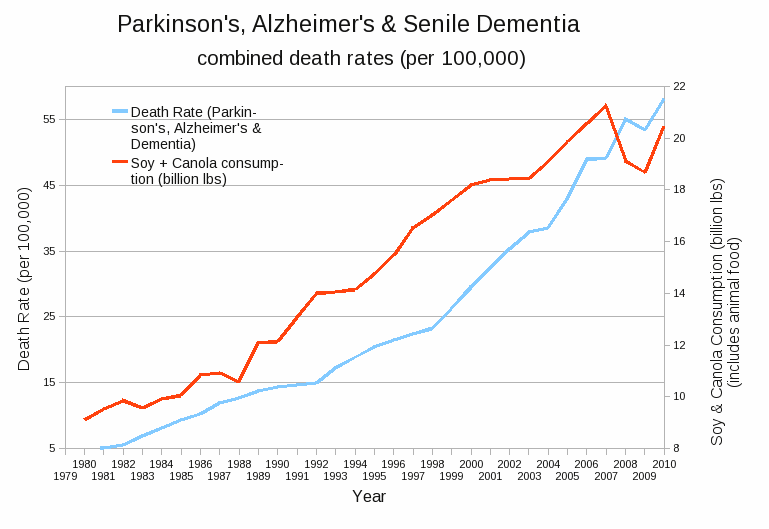 Parkinson's, Alzheimer's & Senile Dementia
combined death rates (per 100,000)
Death Rate (Parkin-
son's, Alzheimer's &
Dementia)
Soy + Canola consump-
tion (billion lbs)
Death Rate (per 100,000)
55
45
35
25
15
5
22
20
18
16
14
12
10
8
Soy & Canola Consumption (billion lbs)
(includes animal food)
1980 1982 1984 1986 1988 1990 1992 1994 1996 1998 2000 2002 2004 2006 2008 2010
1979 1981 1983 1985 1987 1989 1991 1993 1995 1997 1999 2001 2003 2005 2007 2009
Year